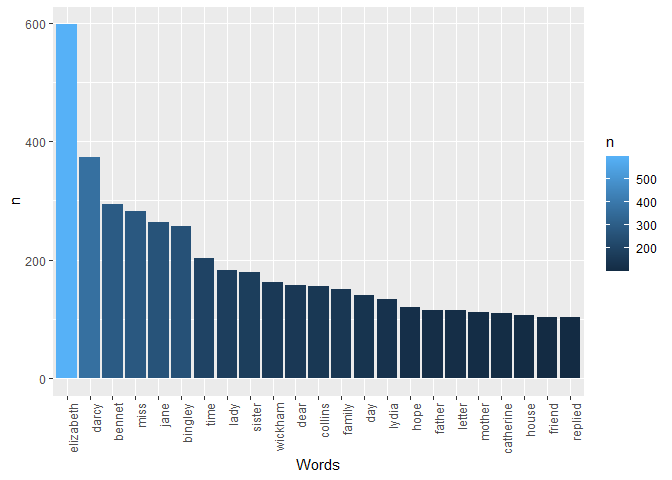 600
400
200
0
n
elizabeth
darcy
bennet
miss
jane
bingley
time
lady
sister
wickham
dear
collins
family
day
lydia
hope
father
letter
mother
catherine
house
friend
replied
Words
n
500
400
300
200